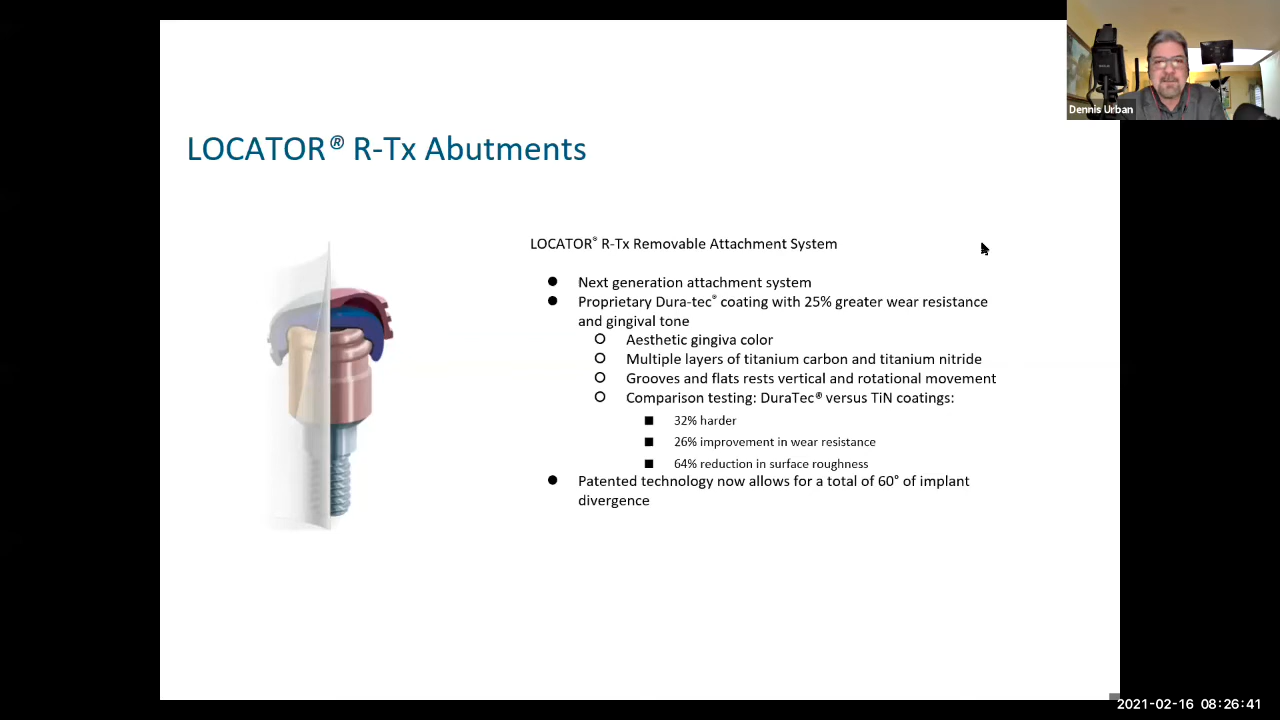 Dennis Urban
LOCATOR® R-Tx Abutments
LOCATOR® R-Tx Removable Attachment System
● Next generation attachment system
● Proprietary Dura-tec® coating with 25% greater wear resistance
and gingival tone
○ Aesthetic gingiva color
○ Multiple layers of titanium carbon and titanium nitride
○ Grooves and flats rests vertical and rotational movement
○ Comparison testing: DuraTec® versus TiN coatings:
■ 32% harder
■ 26% improvement in wear resistance
■ 64% reduction in surface roughness
● Patented technology now allows for a total of 60° of implant
divergence
2021-02-16 08:26:41